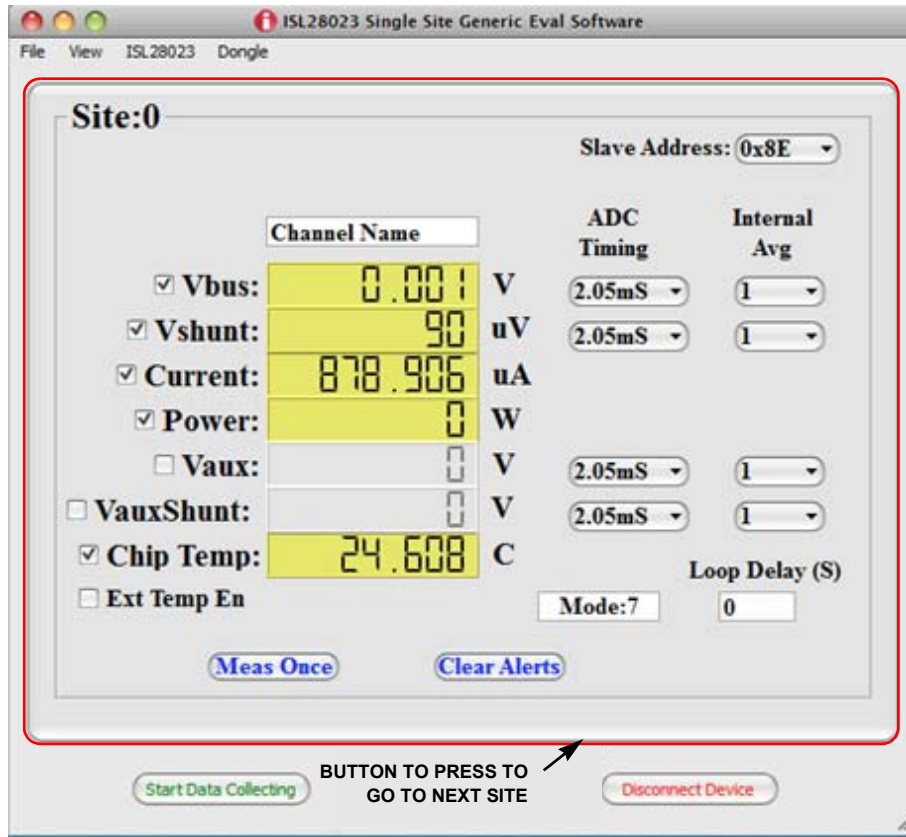 ISL28023 Single Site Generic Eval Software
File View ISL28023 Dongle
Site:0
Slave Address: 0x8E
Channel Name
ADC Timing
Internal Avg
Vbus: 0.001 V 2.05mS 1
Vshunt: 90 uV 2.05mS 1
Current: 878.906 uA
Power: 0 W
Vaux: 0 V 2.05mS 1
VauxShunt: 0 V 2.05mS 1
Chip Temp: 24.608 C
Loop Delay (S)
Ext Temp En Mode:7 0
Meas Once Clear Alerts
BUTTON TO PRESS TO
GO TO NEXT SITE
Start Data Collecting Disconnect Device